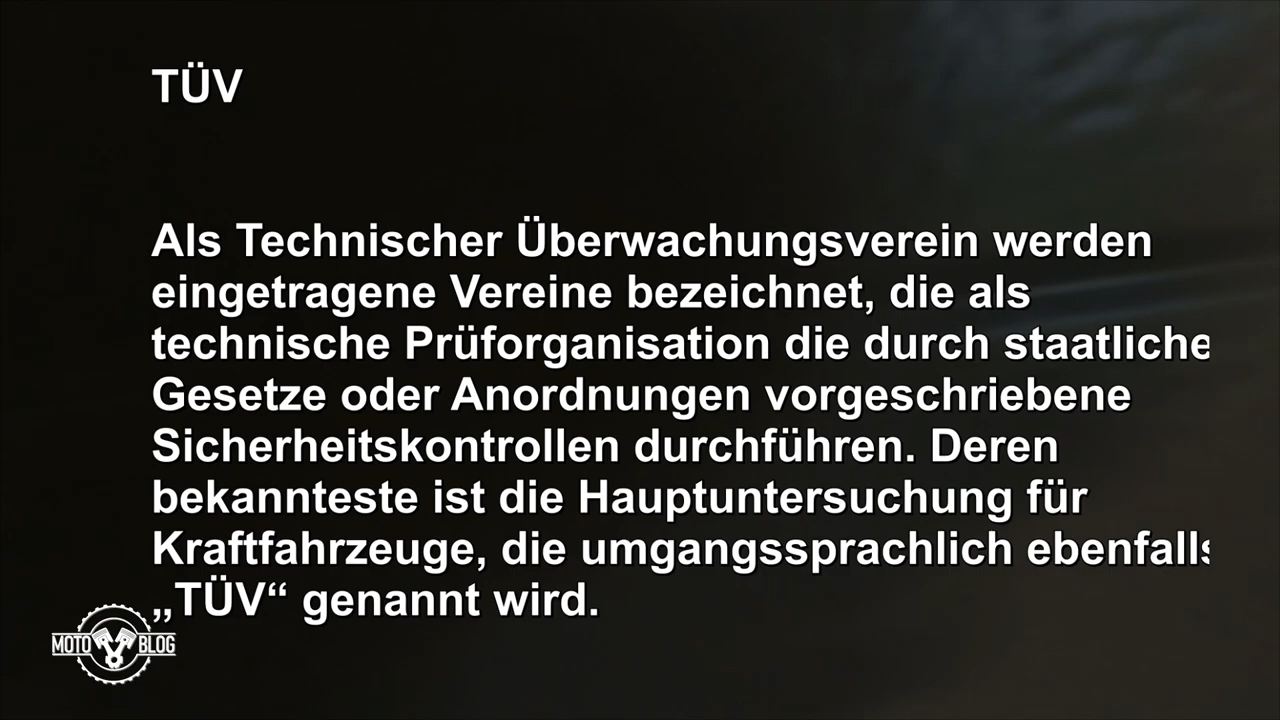 TÜV
Als Technischer Überwachungsverein werden
eingetragene Vereine bezeichnet, die als
technische Prüforganisation die durch staatliche
Gesetze oder Anordnungen vorgeschriebene
Sicherheitskontrollen durchführen. Deren
bekannteste ist die Hauptuntersuchung für
Kraftfahrzeuge, die umgangssprachlich ebenfalls
„TÜV“ genannt wird.
MOTO BLOG